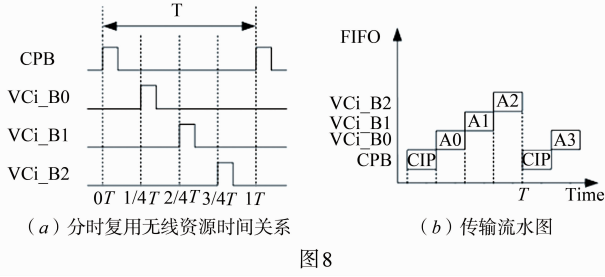 T
CPB
VCi_B0
VCi_B1
VCi_B2
0T 1/4T 2/4T 3/4T 1T
(a)分时复用无线资源时间关系
FIFO
VCi_B2
VCi_B1
VCi_B0
CPB
A2
A1
A0
A3
CIP
CIP
T
Time
(b)传输流水图
图8